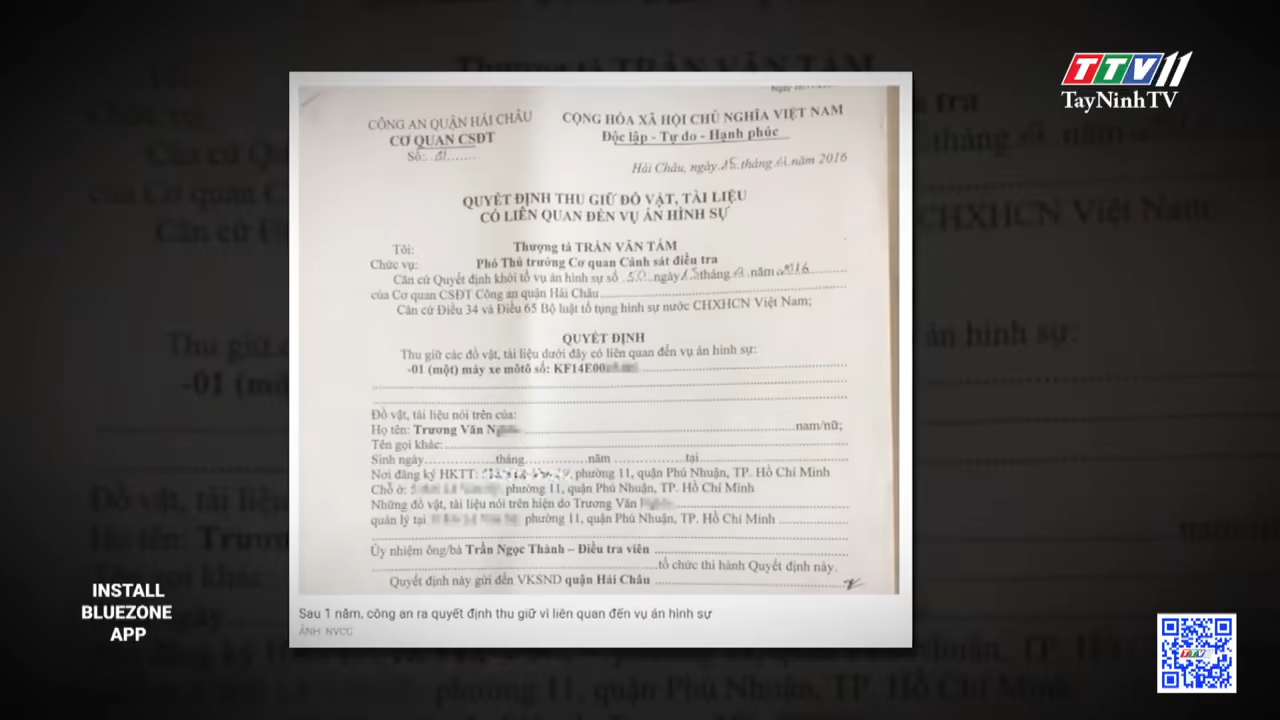 TTV11
TayNinhTV
CÔNG AN QUẬN HẢI CHÂU
CỘNG HÒA XÃ HỘI CHỦ NGHĨA VIỆT NAM
CƠ QUAN CSĐT
Độc lập - Tự do - Hạnh phúc
Số:...01.......
Hải Châu, ngày 15 tháng năm 2016
QUYẾT ĐỊNH THU GIỮ ĐỒ VẬT, TÀI LIỆU
CÓ LIÊN QUAN ĐẾN VỤ ÁN HÌNH SỰ
Tôi: Thượng tá TRẦN VĂN TÁM
Chức vụ: Phó Thủ trưởng Cơ quan Cảnh sát điều tra
Căn cứ Quyết định khởi tố vụ án hình sự số ngày 15 tháng năm 2016
của Cơ quan CSĐT Công an quận Hải Châu
Căn cứ Điều 34 và Điều 65 Bộ luật tố tụng hình sự nước CHXHCN Việt Nam;
QUYẾT ĐỊNH
Thu giữ các đồ vật, tài liệu dưới đây có liên quan đến vụ án hình sự:
-01 (một) máy xe môtô số: KF14E00
Đồ vật, tài liệu nói trên của:
Họ tên: Trương Văn nam/nữ;
Tên gọi khác:
Sinh ngày tháng năm tại
Nơi đăng ký HKTT: phường 11, quận Phú Nhuận, TP. Hồ Chí Minh
Chỗ ở: phường 11, quận Phú Nhuận, TP. Hồ Chí Minh
Những đồ vật, tài liệu nói trên hiện do Trương Văn
quản lý tại phường 11, quận Phú Nhuận, TP. Hồ Chí Minh
Ủy nhiệm ông/bà Trần Ngọc Thành – Điều tra viên
tổ chức thi hành Quyết định này.
Quyết định này gửi đến VKSND quận Hải Châu
Sau 1 năm, công an ra quyết định thu giữ vì liên quan đến vụ án hình sự
ẢNH: NVCC
INSTALL
BLUEZONE
APP